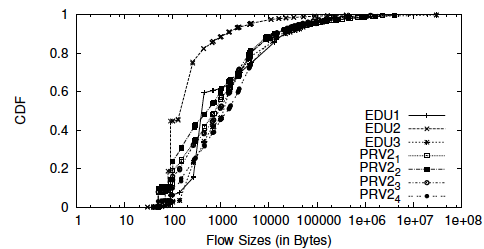 1
0.8
0.6
0.4
0.2
0
CDF
1 10 100 1000 10000 100000 1e+06 1e+07 1e+08
Flow Sizes (in Bytes)
EDU1
EDU2
EDU3
PRV2₁
PRV2₂
PRV2₃
PRV2₄